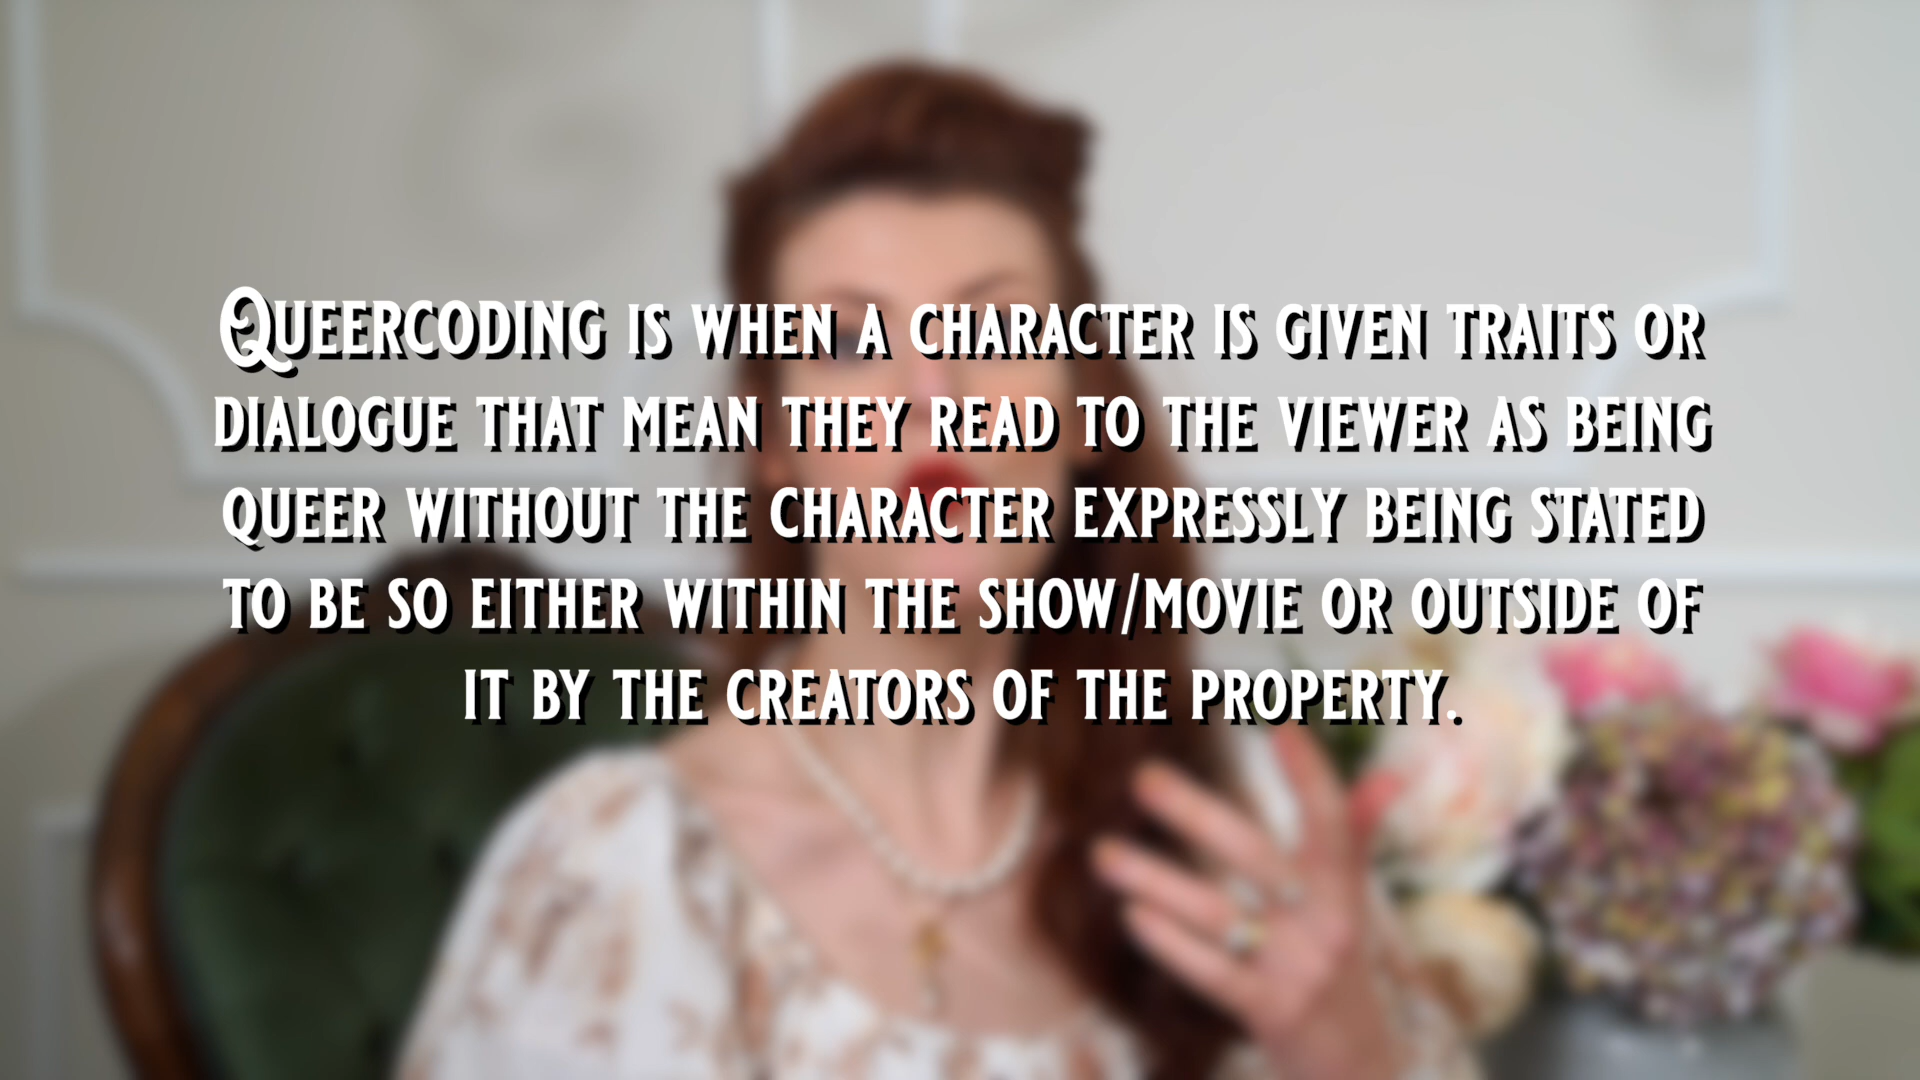 Queercoding is when a character is given traits or
dialogue that mean they read to the viewer as being
queer without the character expressly being stated
to be so either within the show/movie or outside of
it by the creators of the property.